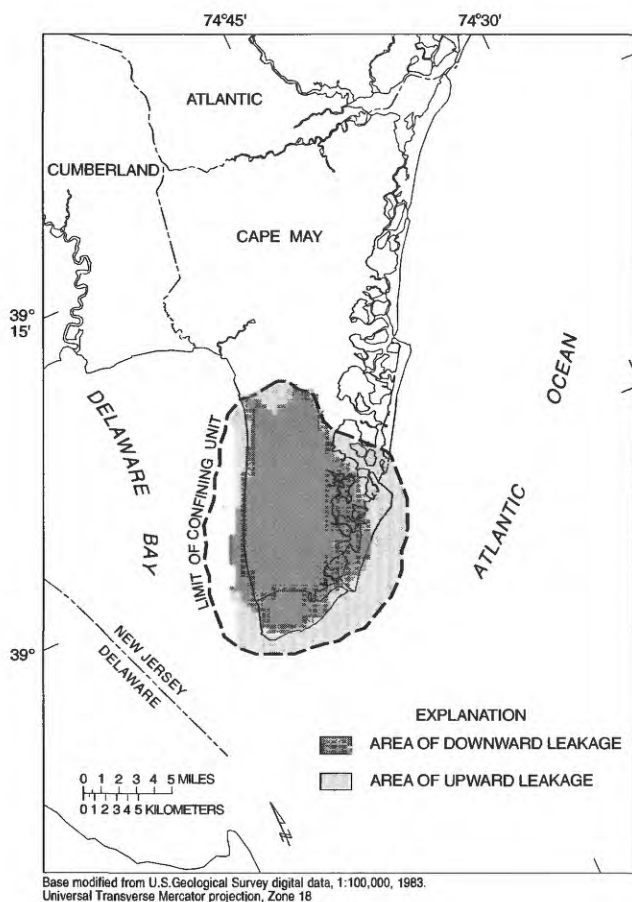 74°45'
74°30'
ATLANTIC
CUMBERLAND
CAPE MAY
39°
15'
OCEAN
DELAWARE
BAY
LIMIT OF CONFINING UNIT
ATLANTIC
39°
NEW JERSEY
DELAWARE
EXPLANATION
AREA OF DOWNWARD LEAKAGE
AREA OF UPWARD LEAKAGE
0 1 2 3 4 5 MILES
0 1 2 3 4 5 KILOMETERS
N
Base modified from U.S.Geological Survey digital data, 1:100,000, 1983.
Universal Transverse Mercator projection, Zone 18